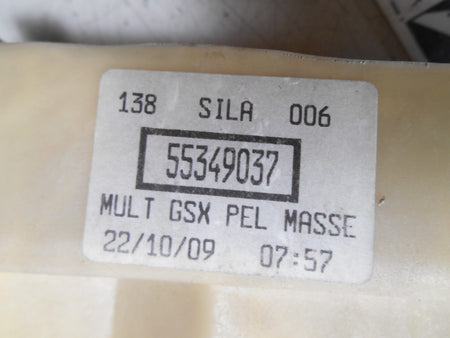 138 SILA 006
55349037
MULT GSX PEL MASSE
22/10/09 07:57